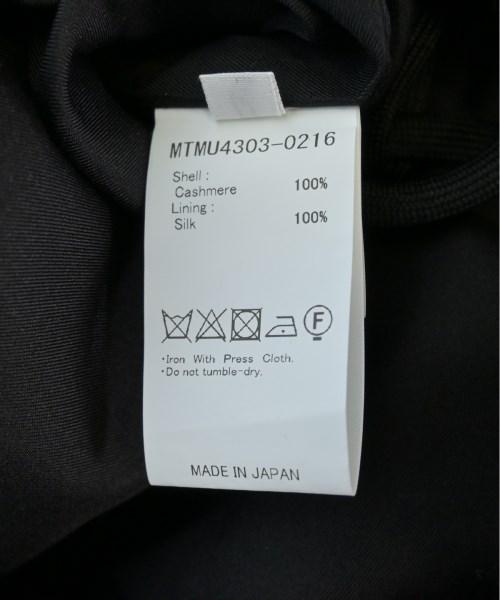 MTMU4303-0216
Shell :
Cashmere 100%
Lining :
Silk 100%
F
·Iron With Press Cloth.
·Do not tumble-dry.
MADE IN JAPAN